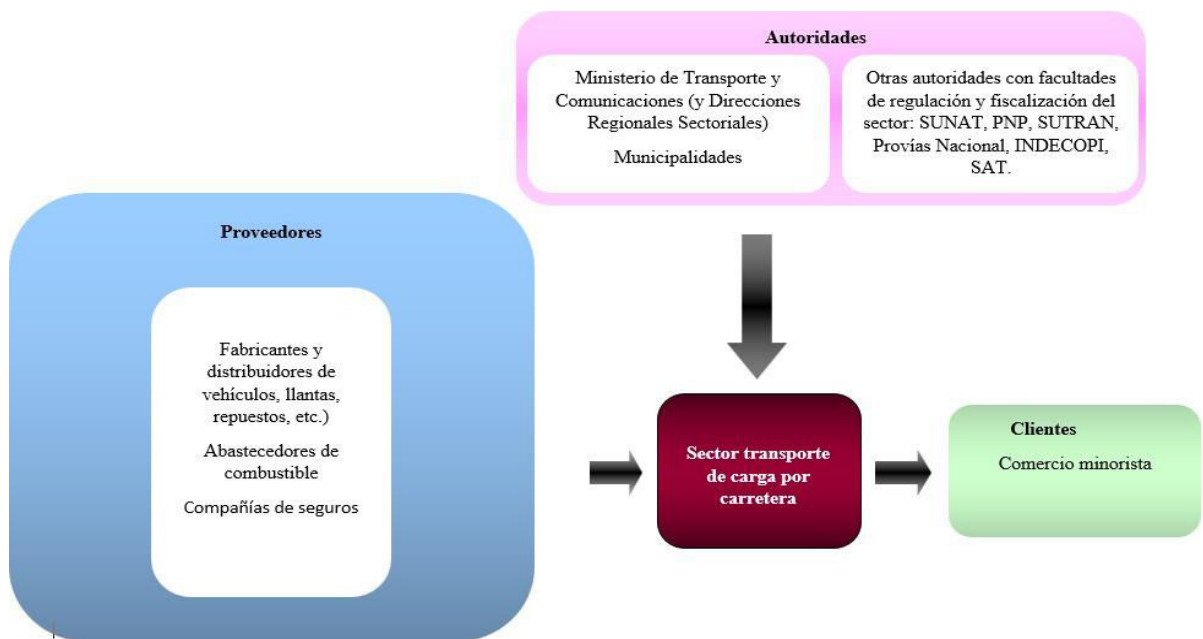 Autoridades
Ministerio de Transporte y
Comunicaciones (y Direcciones
Regionales Sectoriales)
Municipalidades
Otras autoridades con facultades
de regulación y fiscalización del
sector: SUNAT, PNP, SUTRAN,
Provías Nacional, INDECOPI,
SAT.
Proveedores
Fabricantes y
distribuidores de
vehículos, llantas,
repuestos, etc.)
Abastecedores de
combustible
Compañías de seguros
Sector transporte
de carga por
carretera
Clientes
Comercio minorista